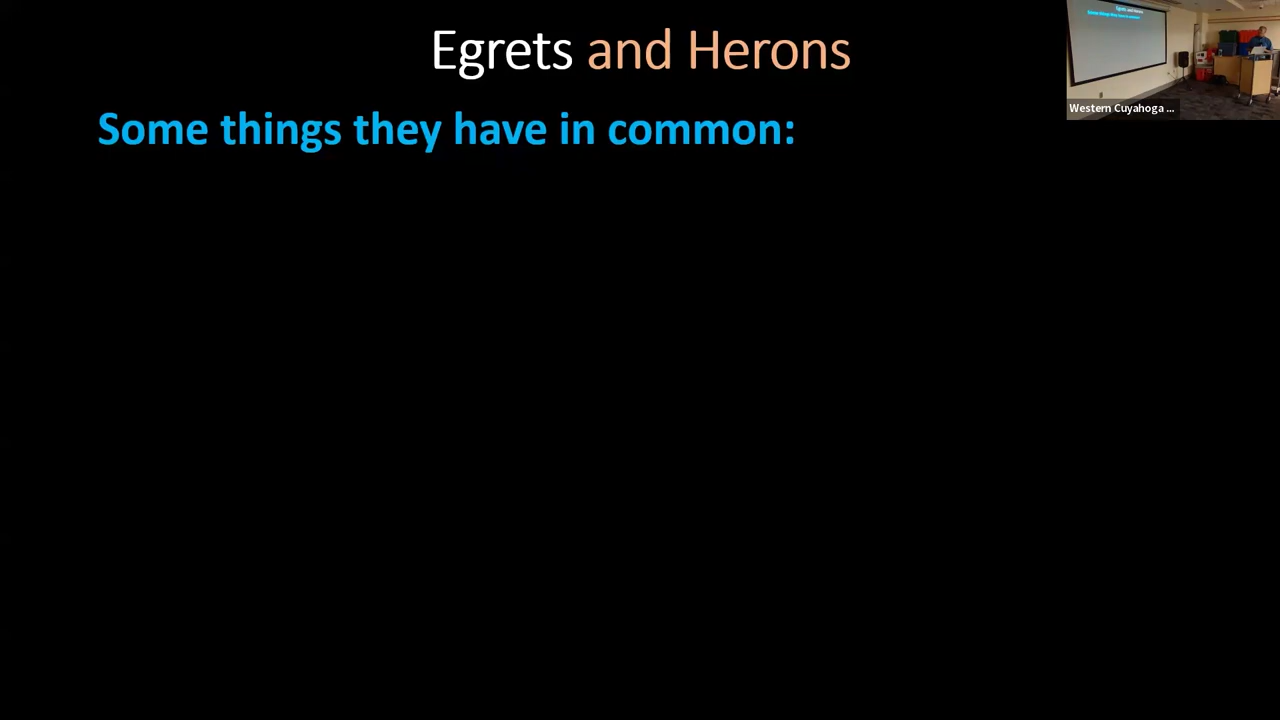 Egrets and Herons
Some things they have in common:
Western Cuyahoga ...